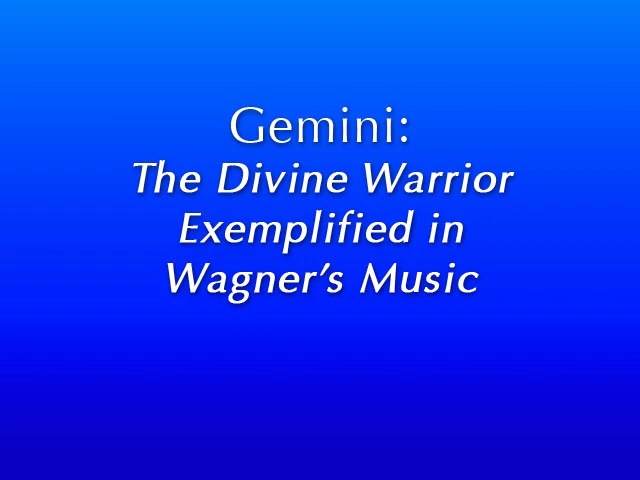 Gemini:
The Divine Warrior
Exemplified in
Wagner’s Music